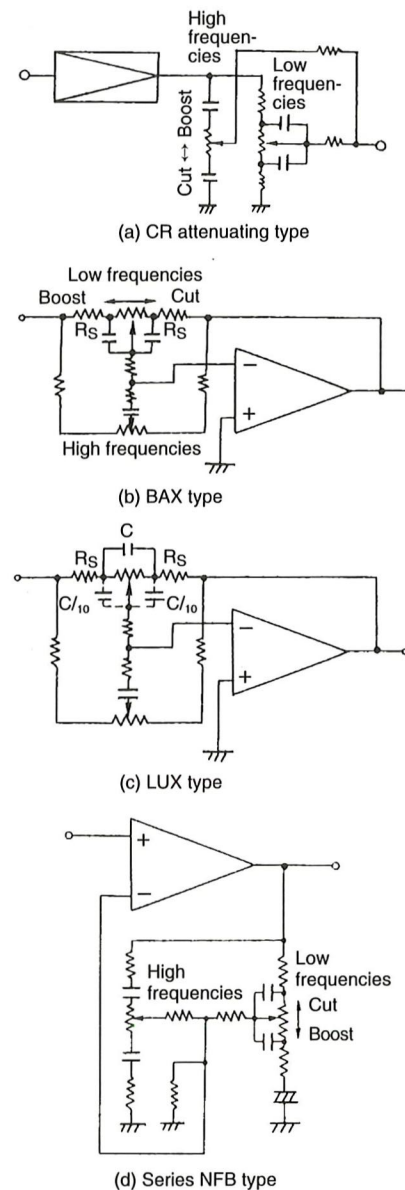 High
frequen-
cies
Low
frequen-
cies
Cut ↔ Boost
(a) CR attenuating type
Low frequencies
Boost
Cut
RS
RS
−
+
High frequencies
(b) BAX type
C
RS
RS
C/10
C/10
−
+
(c) LUX type
+
−
High
frequencies
Low
frequencies
Cut
Boost
(d) Series NFB type